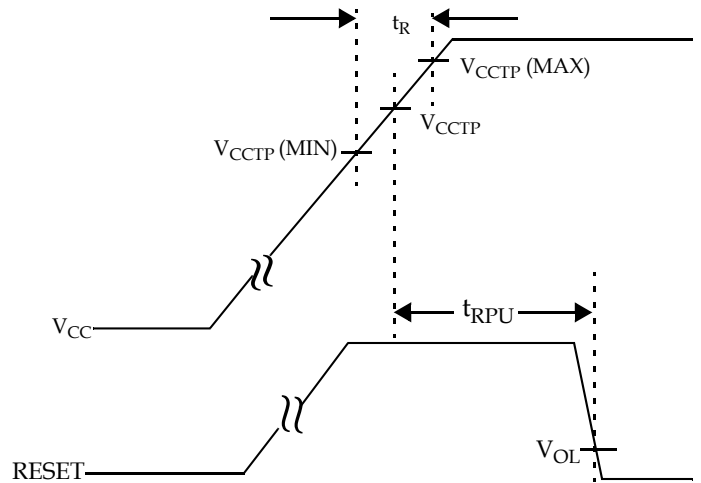 tR
VCCTP (MAX)
VCCTP
VCCTP (MIN)
tRPU
VCC
VOL
RESET